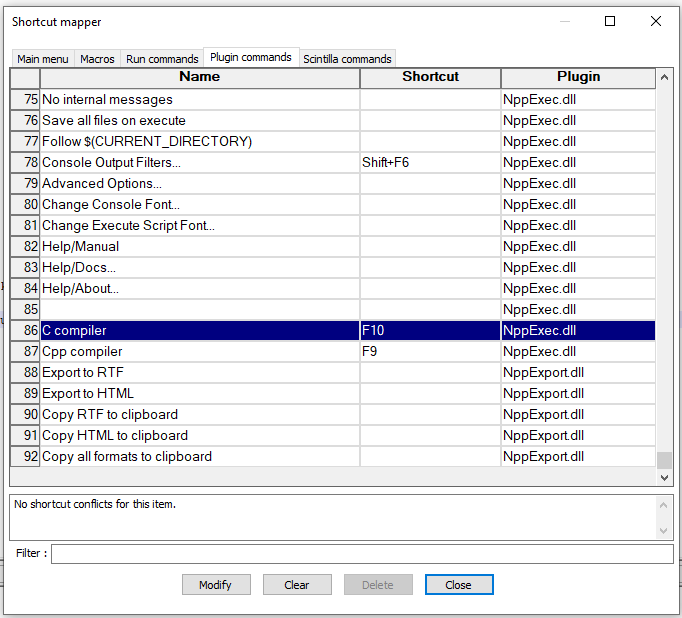 Shortcut mapper
Main menu Macros Run commands Plugin commands Scintilla commands
Name Shortcut Plugin
75 No internal messages NppExec.dll
76 Save all files on execute NppExec.dll
77 Follow $(CURRENT_DIRECTORY) NppExec.dll
78 Console Output Filters... Shift+F6 NppExec.dll
79 Advanced Options... NppExec.dll
80 Change Console Font... NppExec.dll
81 Change Execute Script Font... NppExec.dll
82 Help/Manual NppExec.dll
83 Help/Docs... NppExec.dll
84 Help/About... NppExec.dll
85 NppExec.dll
86 C compiler F10 NppExec.dll
87 Cpp compiler F9 NppExec.dll
88 Export to RTF NppExport.dll
89 Export to HTML NppExport.dll
90 Copy RTF to clipboard NppExport.dll
91 Copy HTML to clipboard NppExport.dll
92 Copy all formats to clipboard NppExport.dll
No shortcut conflicts for this item.
Filter :
Modify Clear Delete Close